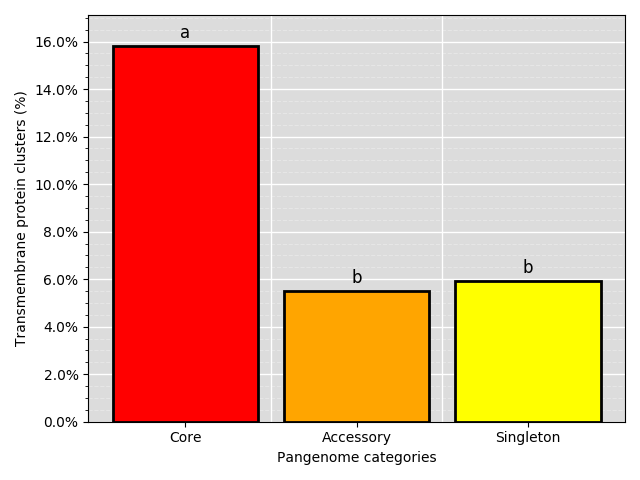 a
16.0%
14.0%
12.0%
10.0%
8.0%
6.0%
4.0%
2.0%
0.0%
b
b
Transmembrane protein clusters (%)
Core
Accessory
Singleton
Pangenome categories